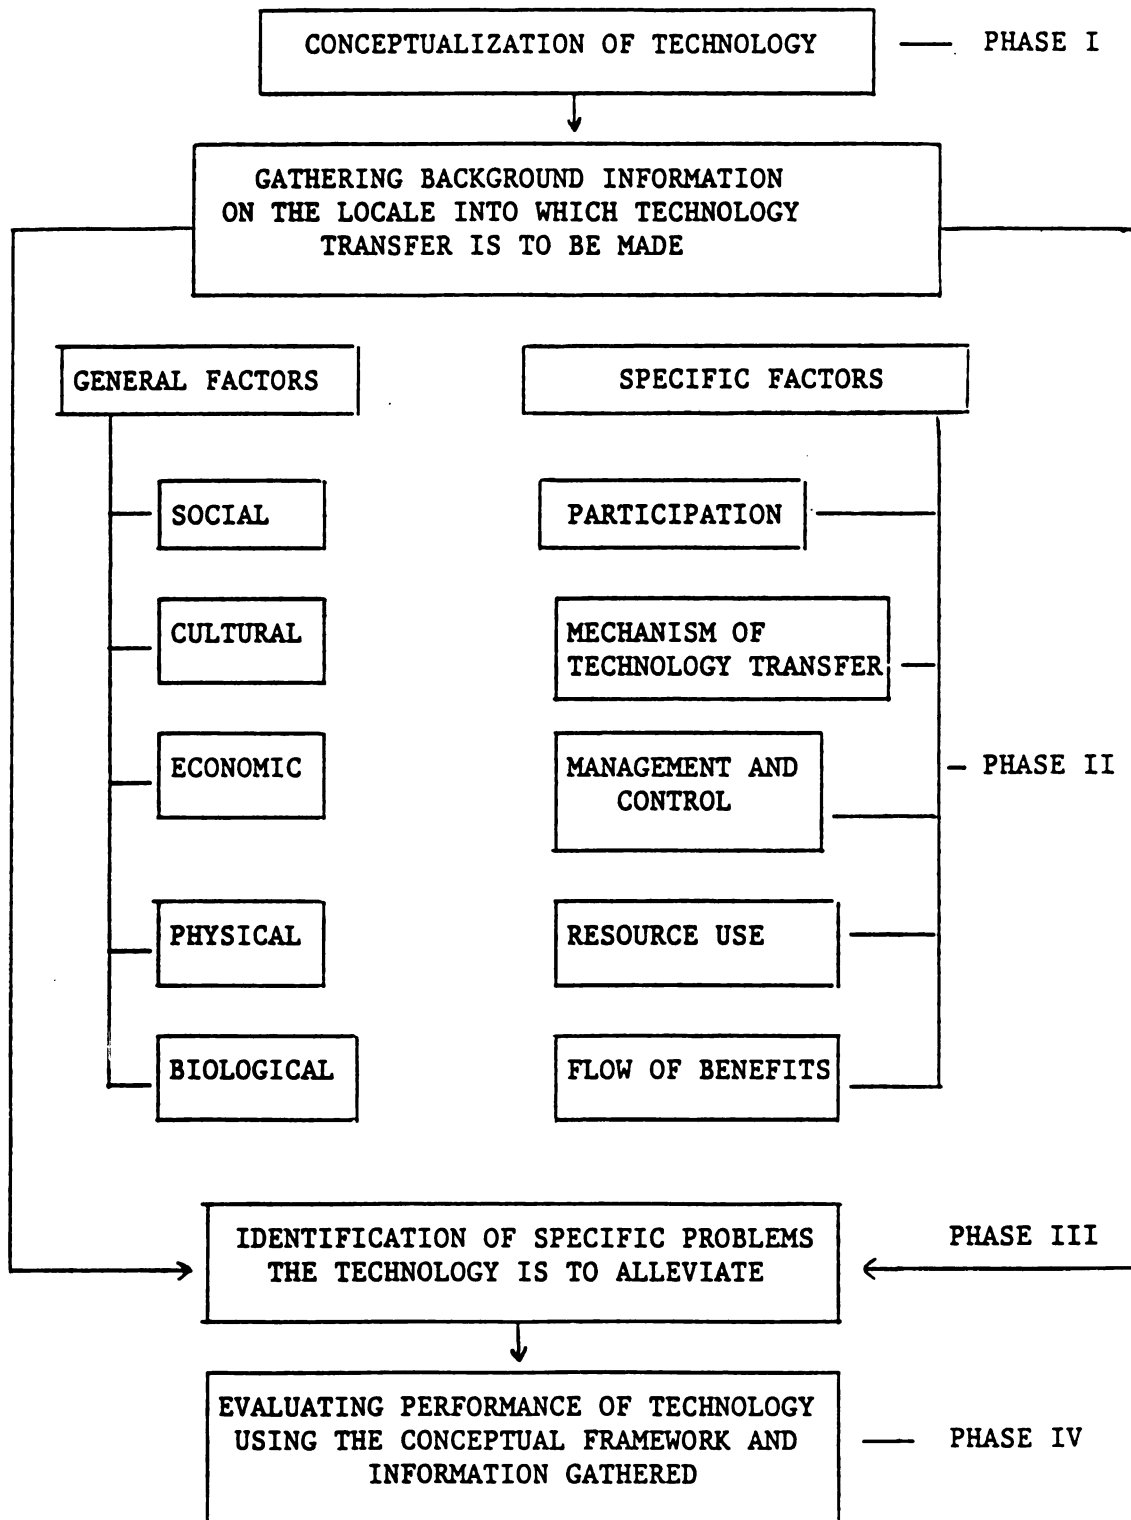 CONCEPTUALIZATION OF TECHNOLOGY
PHASE I
GATHERING BACKGROUND INFORMATION
ON THE LOCALE INTO WHICH TECHNOLOGY
TRANSFER IS TO BE MADE
GENERAL FACTORS
SPECIFIC FACTORS
SOCIAL
PARTICIPATION
CULTURAL
MECHANISM OF
TECHNOLOGY TRANSFER
ECONOMIC
MANAGEMENT AND
CONTROL
PHASE II
PHYSICAL
RESOURCE USE
BIOLOGICAL
FLOW OF BENEFITS
IDENTIFICATION OF SPECIFIC PROBLEMS
THE TECHNOLOGY IS TO ALLEVIATE
PHASE III
EVALUATING PERFORMANCE OF TECHNOLOGY
USING THE CONCEPTUAL FRAMEWORK AND
INFORMATION GATHERED
PHASE IV